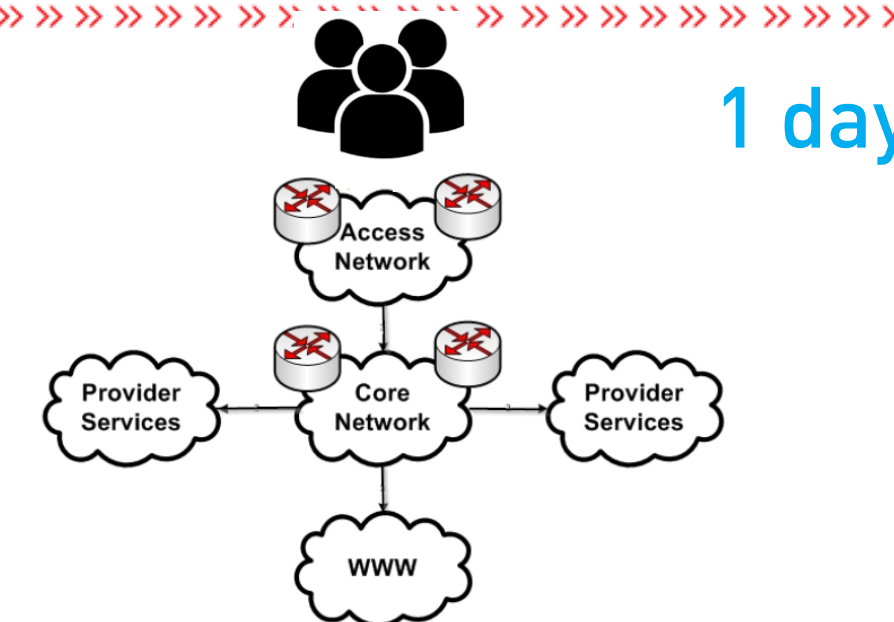 1 day
Access
Network
Provider
Services
Core
Network
Provider
Services
WWW